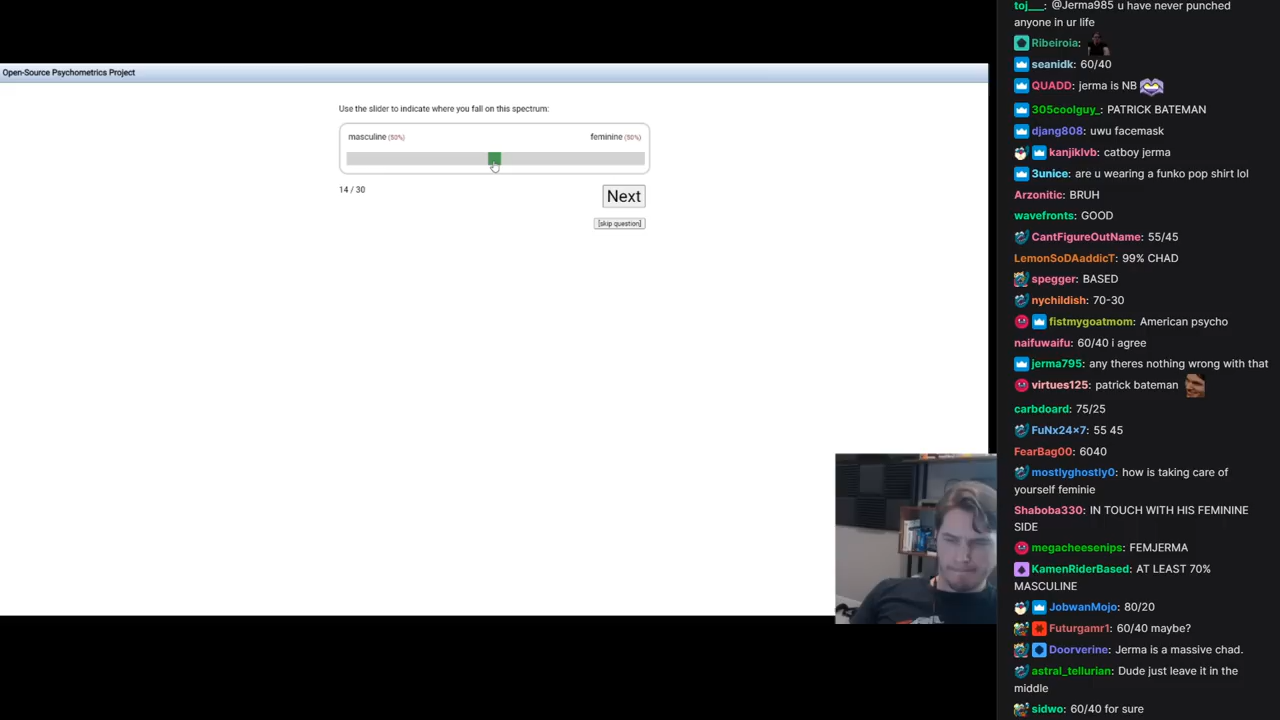 Open-Source Psychometrics Project
Use the slider to indicate where you fall on this spectrum:
masculine (50%)
feminine (50%)
14 / 30
Next
[skip question]
toj___: @Jerma985 u have never punched
anyone in ur life
Ribeiroia:
seanidk: 60/40
QUADD: jerma is NB
305coolguy_: PATRICK BATEMAN
djang808: uwu facemask
kanjiklvb: catboy jerma
3unice: are u wearing a funko pop shirt lol
Arzonitic: BRUH
wavefronts: GOOD
CantFigureOutName: 55/45
LemonSoDAaddicT: 99% CHAD
spegger: BASED
nychildish: 70-30
fistmygoatmom: American psycho
naifuwaifu: 60/40 i agree
jerma795: any theres nothing wrong with that
virtues125: patrick bateman
carbdoard: 75/25
FuNx24x7: 55 45
FearBag00: 6040
mostlyghostly0: how is taking care of
yourself feminie
Shaboba330: IN TOUCH WITH HIS FEMININE
SIDE
megacheesenips: FEMJERMA
KamenRiderBased: AT LEAST 70%
MASCULINE
JobwanMojo: 80/20
Futurgamr1: 60/40 maybe?
Doorverine: Jerma is a massive chad.
astral_tellurian: Dude just leave it in the
middle
sidwo: 60/40 for sure